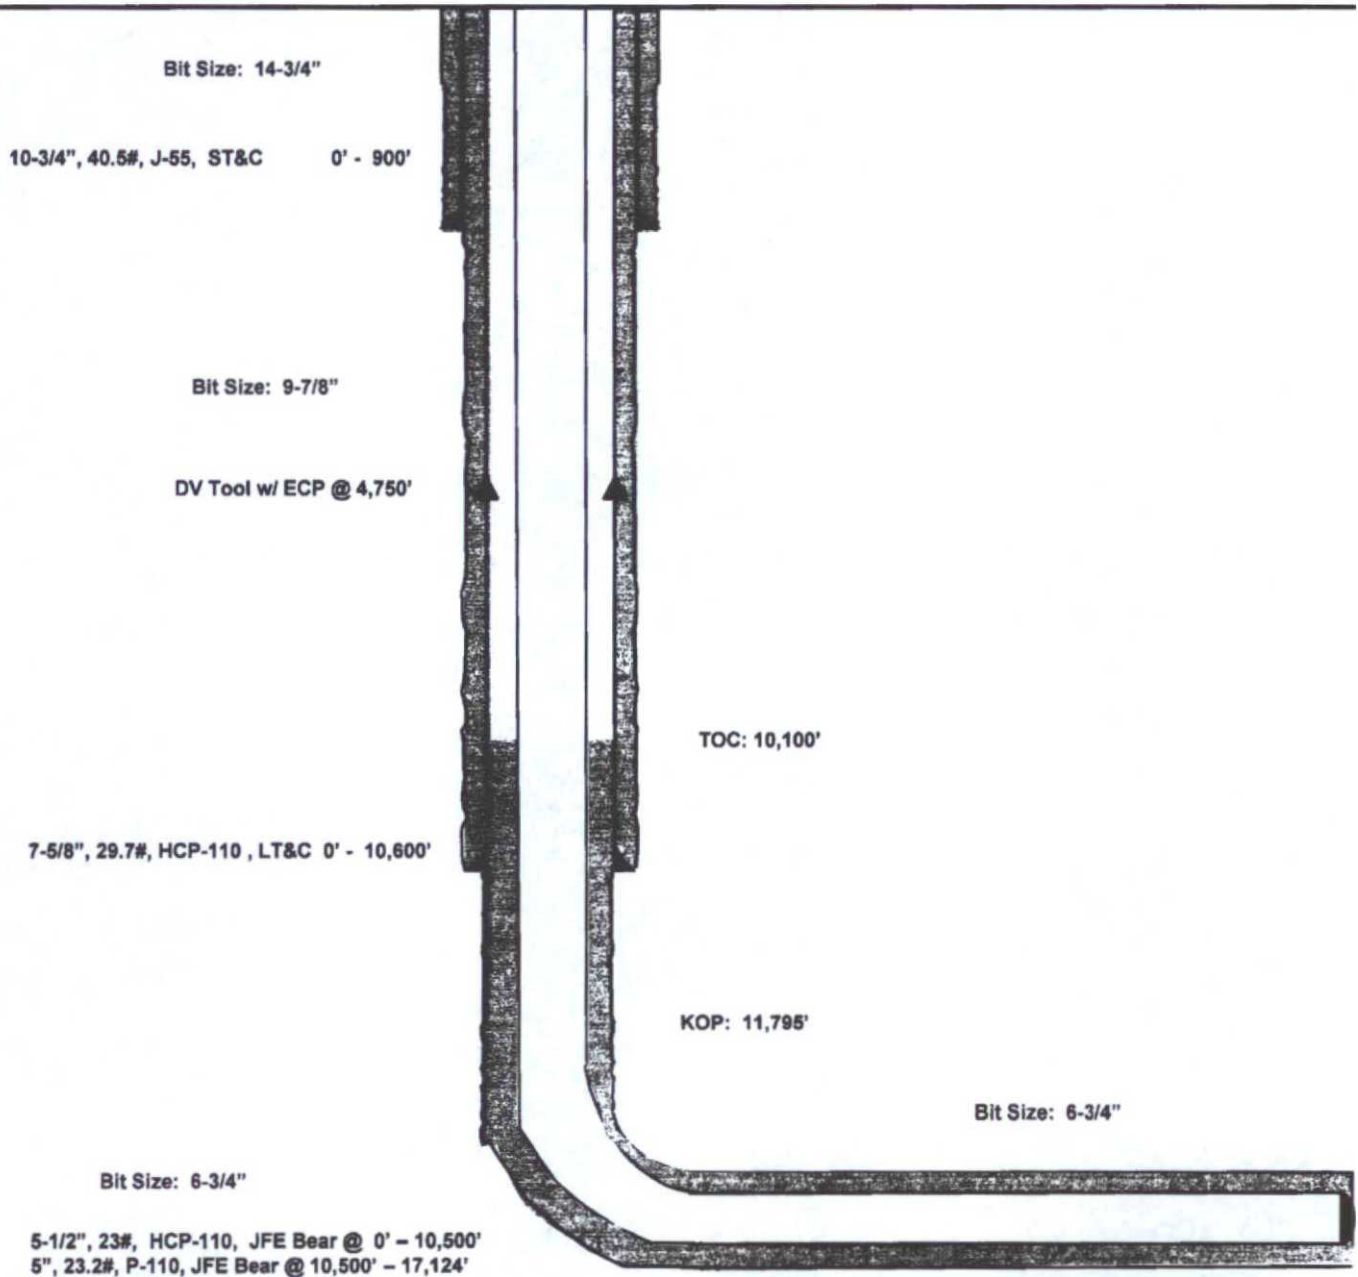 Bit Size: 14-3/4”
10-3/4”, 40.5#, J-55, ST&C 0' - 900'
Bit Size: 9-7/8”
DV Tool w/ ECP @ 4,750'
TOC: 10,100'
7-5/8”, 29.7#, HCP-110 , LT&C 0' - 10,600'
KOP: 11,795'
Bit Size: 6-3/4”
Bit Size: 6-3/4”
5-1/2”, 23#, HCP-110, JFE Bear @ 0' – 10,500'
5”, 23.2#, P-110, JFE Bear @ 10,500' – 17,124'